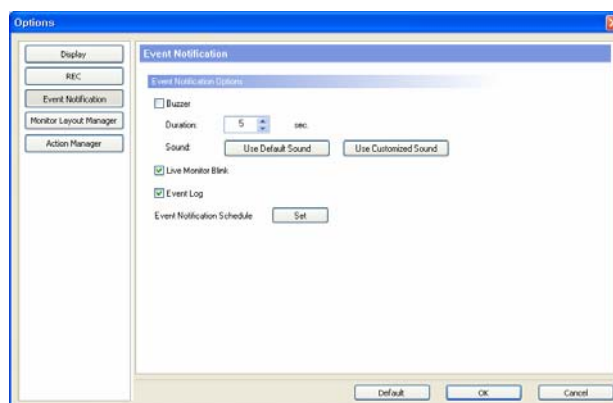 Options
Display
REC
Event Notification
Monitor Layout Manager
Action Manager
Event Notification
Event Notification Options
Buzzer
Duration: 5 sec.
Sound: Use Default Sound Use Customized Sound
Live Monitor Blink
Event Log
Event Notification Schedule Set
Default OK Cancel